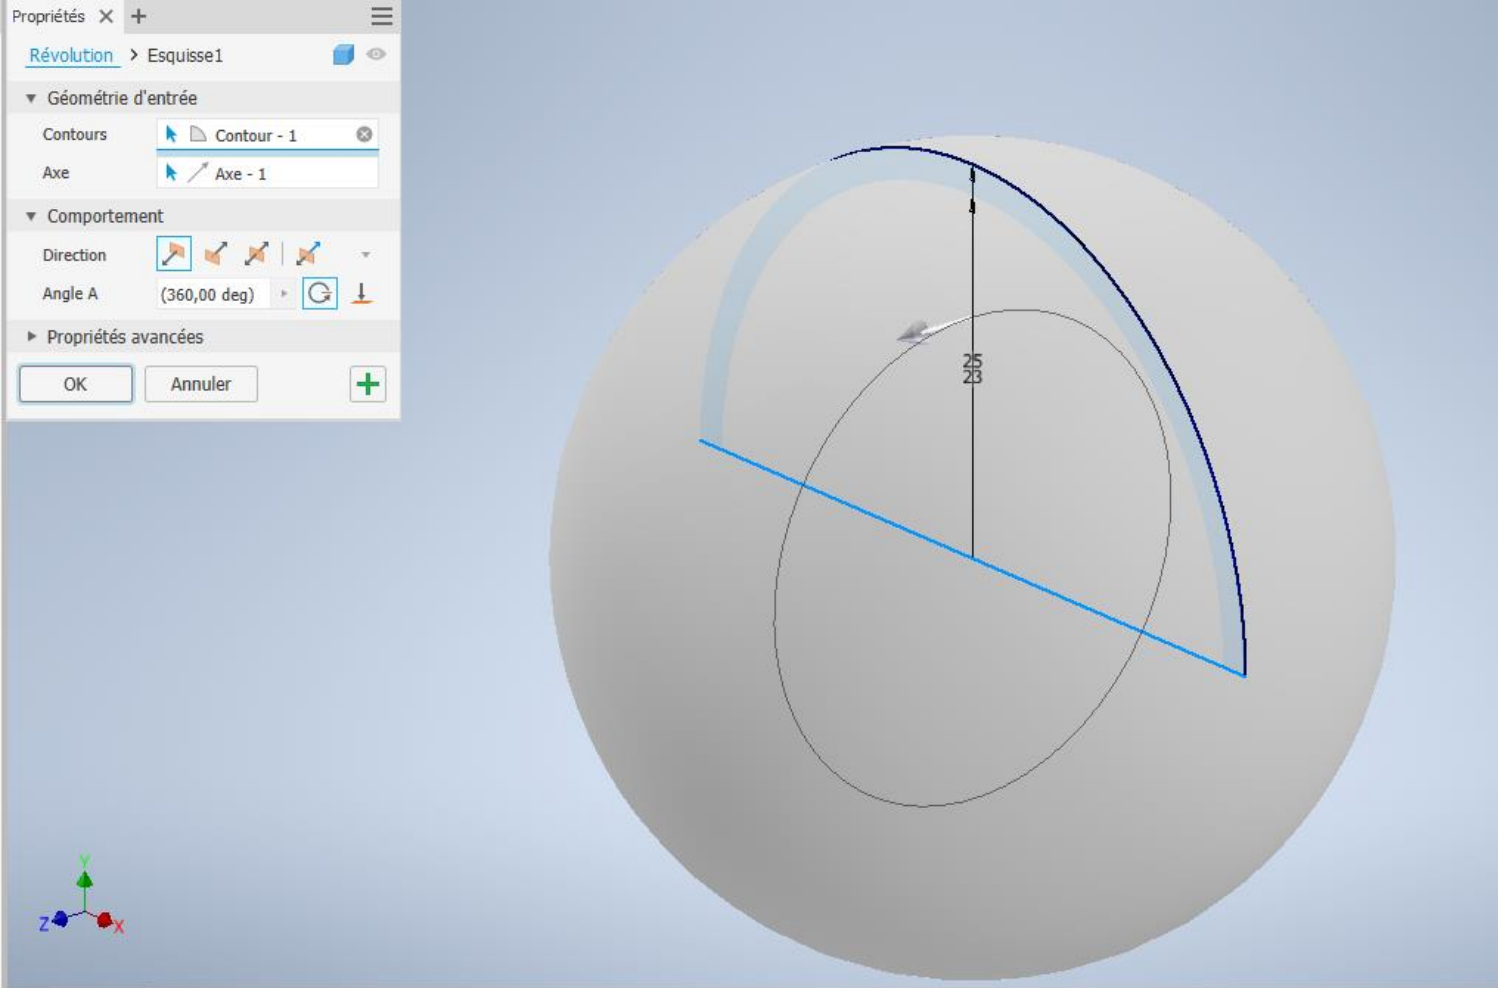 Propriétés
Révolution > Esquisse1
Géométrie d'entrée
Contours Contour - 1
Axe Axe - 1
Comportement
Direction
Angle A (360,00 deg)
Propriétés avancées
OK Annuler
25
23
Y
Z X